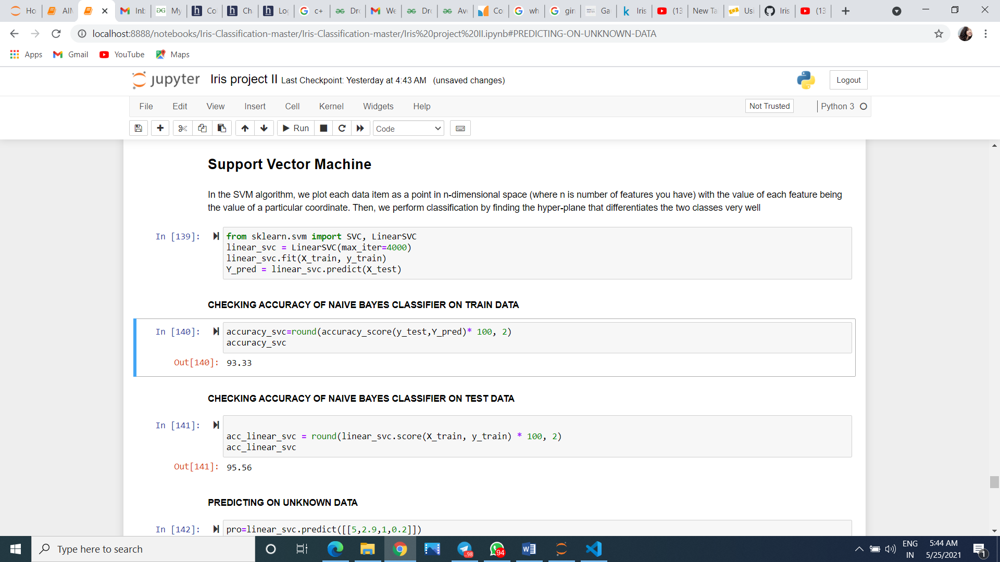 Ho AIN Inb My Co Cha Log c+ Dro We Dro Ave Co wh gin Ga Iris (13 New Ta Usi Iris (13
localhost:8888/notebooks/Iris-Classification-master/Iris-Classification-master/Iris%20project%20II.ipynb#PREDICTING-ON-UNKNOWN-DATA
Apps Gmail YouTube Maps
jupyter Iris project II Last Checkpoint: Yesterday at 4:43 AM (unsaved changes) Logout
File Edit View Insert Cell Kernel Widgets Help Not Trusted Python 3
Run Code
Support Vector Machine
In the SVM algorithm, we plot each data item as a point in n-dimensional space (where n is number of features you have) with the value of each feature being
the value of a particular coordinate. Then, we perform classification by finding the hyper-plane that differentiates the two classes very well
In [139]: from sklearn.svm import SVC, LinearSVC
linear_svc = LinearSVC(max_iter=4000)
linear_svc.fit(X_train, y_train)
Y_pred = linear_svc.predict(X_test)
CHECKING ACCURACY OF NAIVE BAYES CLASSIFIER ON TRAIN DATA
In [140]: accuracy_svc=round(accuracy_score(y_test,Y_pred)* 100, 2)
accuracy_svc
Out[140]: 93.33
CHECKING ACCURACY OF NAIVE BAYES CLASSIFIER ON TEST DATA
In [141]:
acc_linear_svc = round(linear_svc.score(X_train, y_train) * 100, 2)
acc_linear_svc
Out[141]: 95.56
PREDICTING ON UNKNOWN DATA
In [142]: pro=linear_svc.predict([[5,2.9,1,0.2]])
Type here to search ..98 94 ENG 5:44 AM
IN 5/25/2021 1